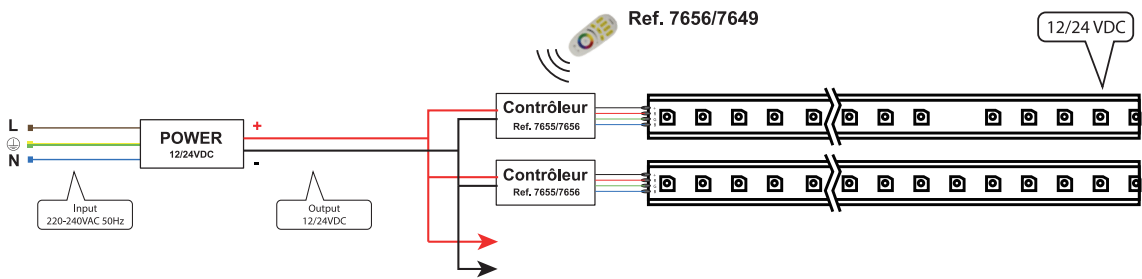 Ref. 7656/7649
12/24 VDC
L
N
POWER
12/24VDC
+
-
Input
220-240VAC 50Hz
Output
12/24VDC
Contrôleur
Ref. 7655/7656
Contrôleur
Ref. 7655/7656